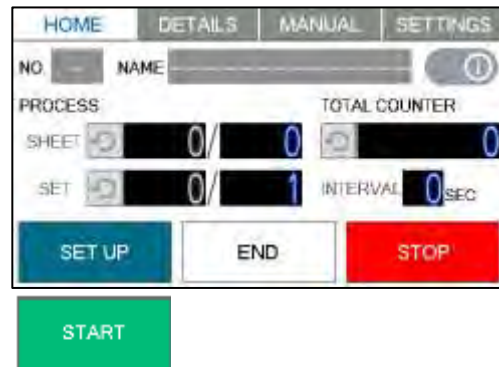 HOME DETAILS MANUAL SETTINGS
NO. NAME
PROCESS TOTAL COUNTER
SHEET 0/ 0 0
SET 0/ 1 INTERVAL 0 SEC
SET UP END STOP
START